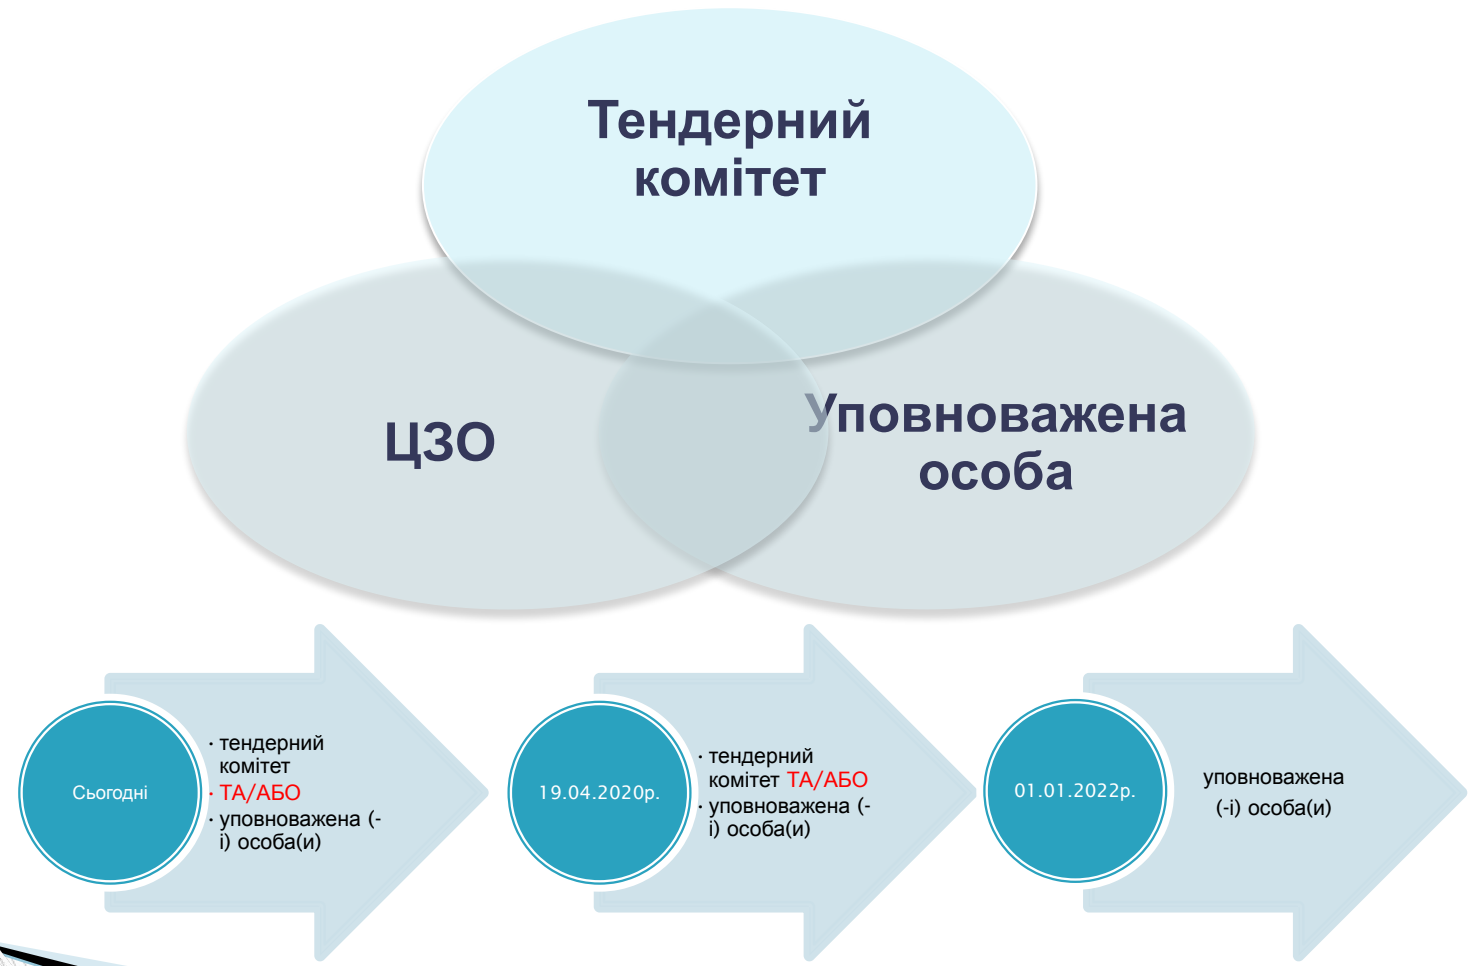 Тендерний
комітет
ЦЗО
Уповноважена
особа
Сьогодні
· тендерний
комітет
· ТА/АБО
· уповноважена (-
і) особа(и)
19.04.2020р.
· тендерний
комітет ТА/АБО
· уповноважена (-
і) особа(и)
01.01.2022р.
уповноважена
(-і) особа(и)